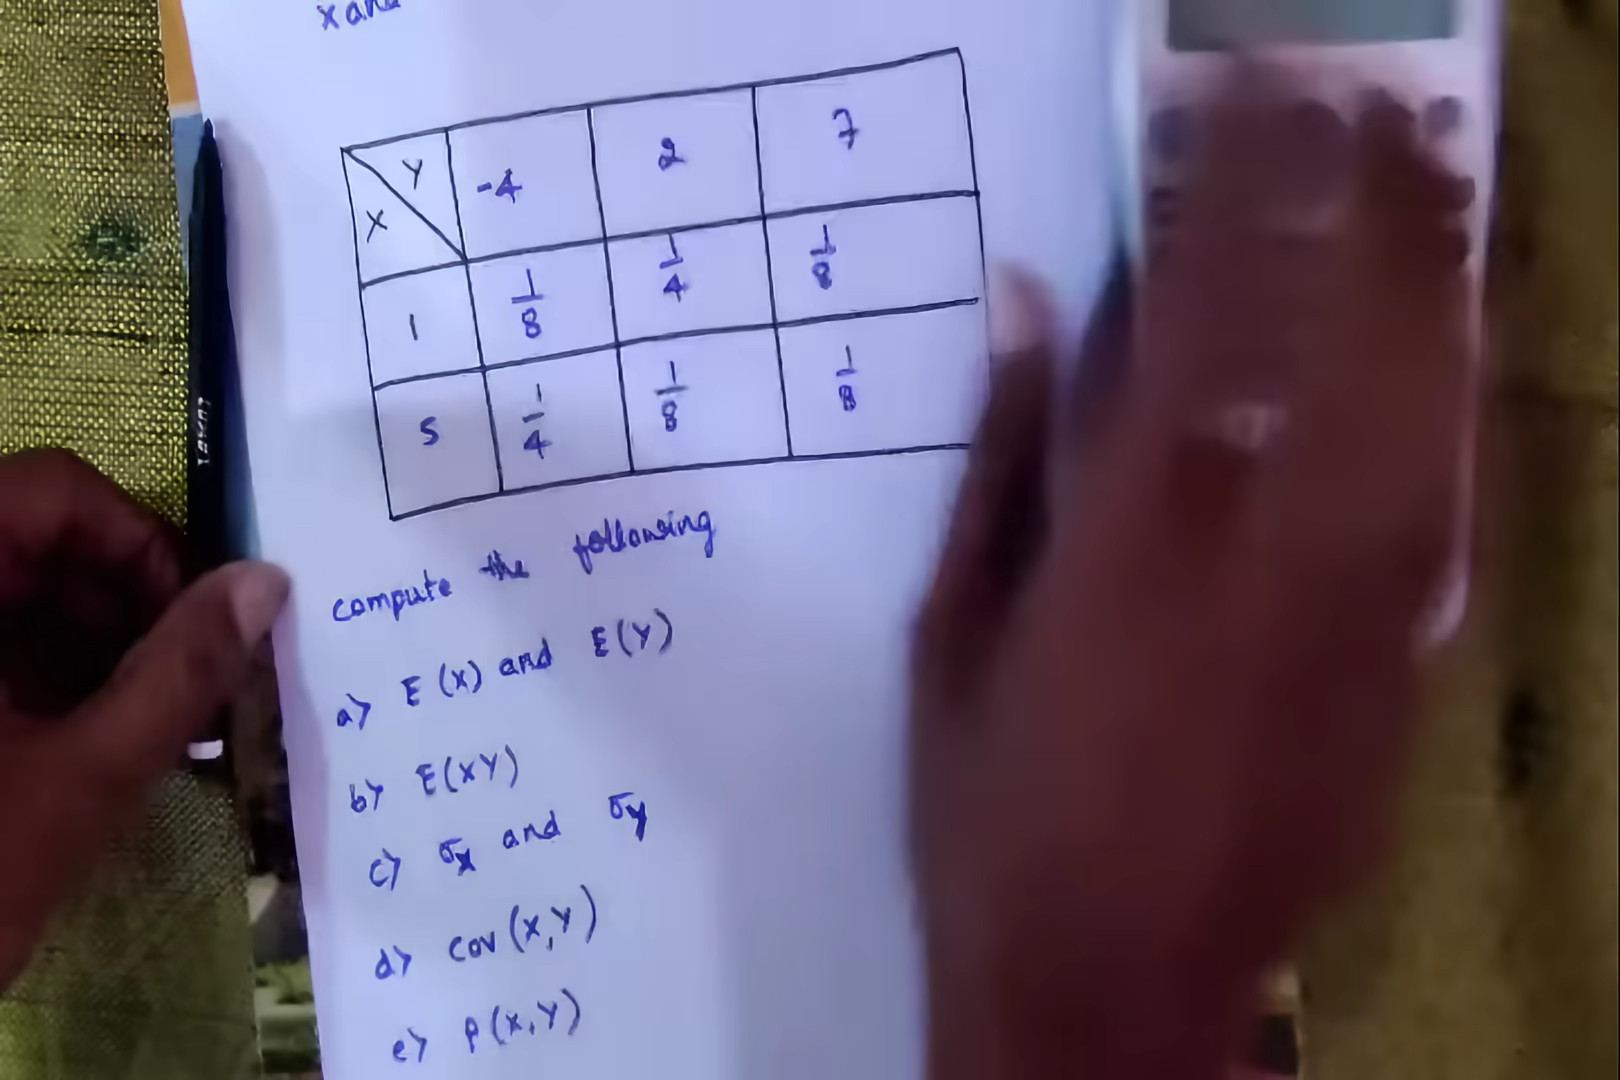 X and
Y -4 2 7
X
1 1/8 1/4 1/8
5 1/4 1/8 1/8
compute the following
a) E(X) and E(Y)
b) E(XY)
c) σx and σy
d) cov(X,Y)
e) ρ(X,Y)